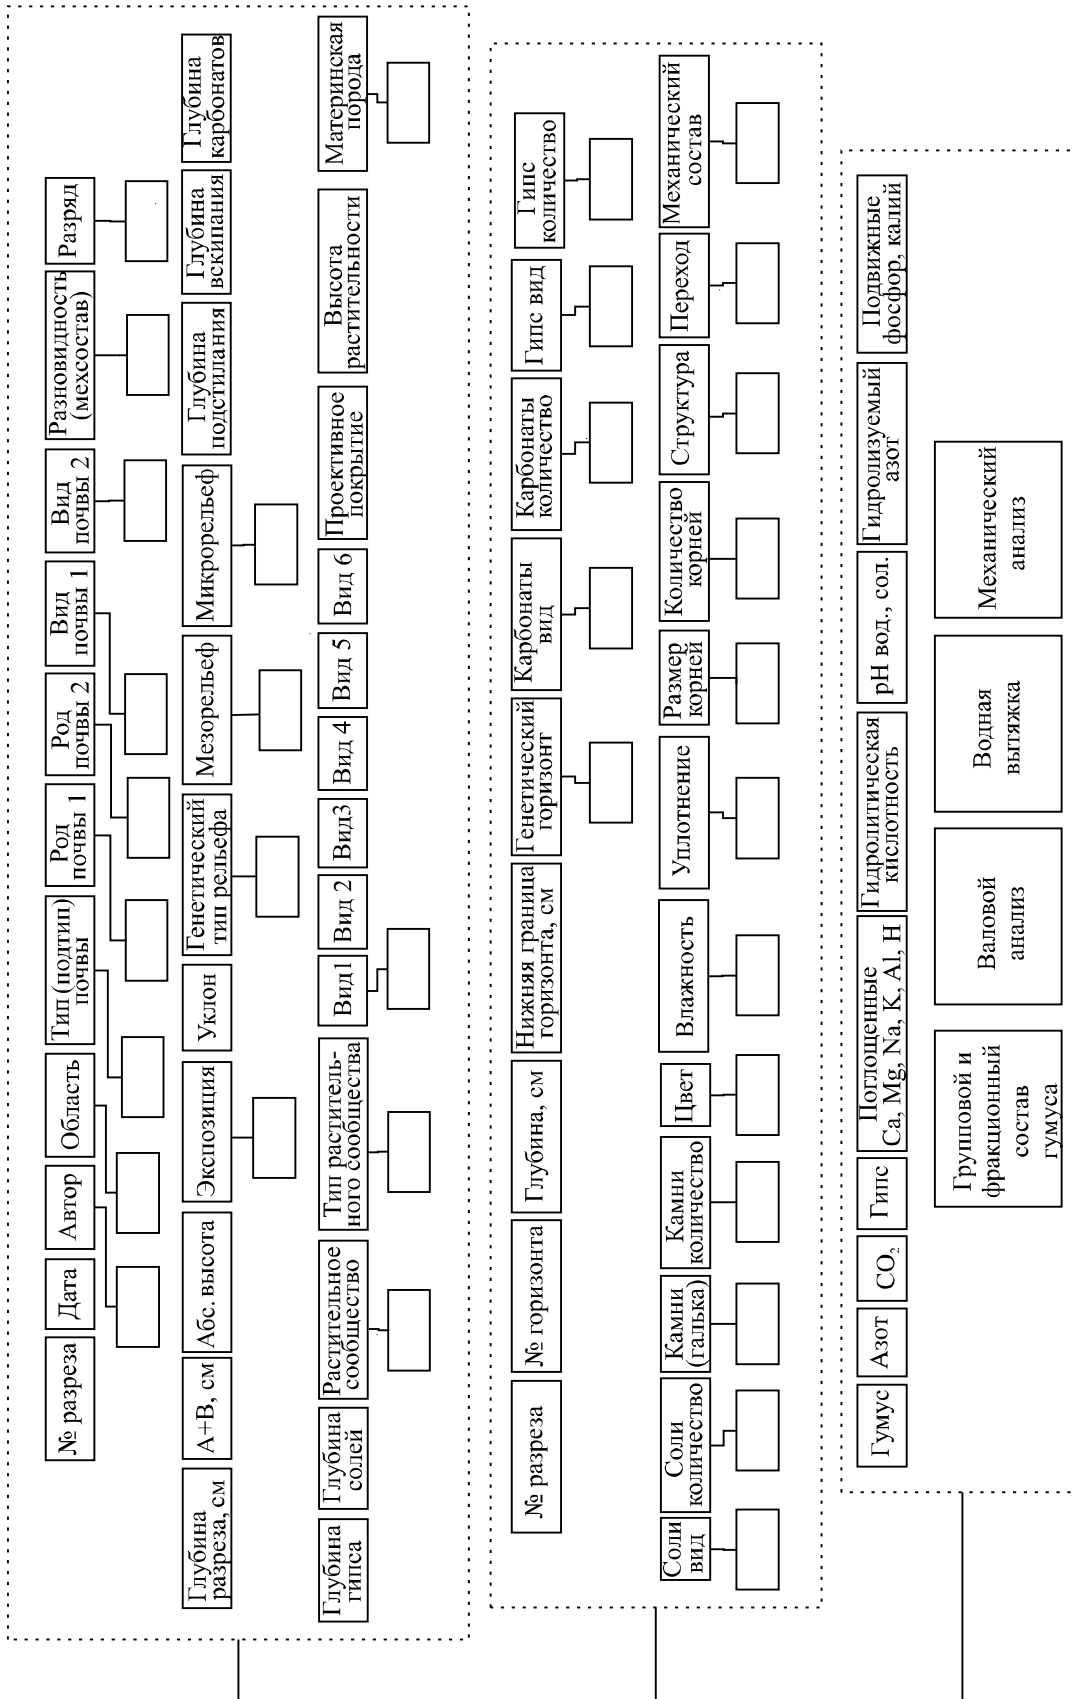 № разреза
Дата
Автор
Область
Тип (подтип)
почвы
Род
почвы 1
Род
почвы 2
Вид
почвы 1
Вид
почвы 2
Разновидность
(мехсостав)
Разряд
Глубина
разреза, см
А+В, см
Абс. высота
Экспозиция
Уклон
Генетический
тип рельефа
Мезорельеф
Микрорельеф
Глубина
подстилания
Глубина
вскипания
Глубина
карбонатов
Глубина
гипса
Глубина
солей
Растительное
сообщество
Тип раститель-
ного сообщества
Вид1
Вид 2
Вид3
Вид 4
Вид 5
Вид 6
Проективное
покрытие
Высота
растительности
Материнская
порода
№ разреза
№ горизонта
Глубина, см
Нижняя граница
горизонта, см
Генетический
горизонт
Карбонаты
вид
Карбонаты
количество
Гипс вид
Гипс
количество
Соли
вид
Соли
количество
Камни
(галька)
Камни
количество
Цвет
Влажность
Уплотнение
Размер
корней
Количество
корней
Структура
Переход
Механический
состав
Гумус
Азот
CO₂
Гипс
Поглощенные
Ca, Mg, Na, K, Al, H
Гидролитическая
кислотность
рН вод., сол.
Гидролизуемый
азот
Подвижные
фосфор, калий
Групповой и
фракционный
состав
гумуса
Валовой
анализ
Водная
вытяжка
Механический
анализ